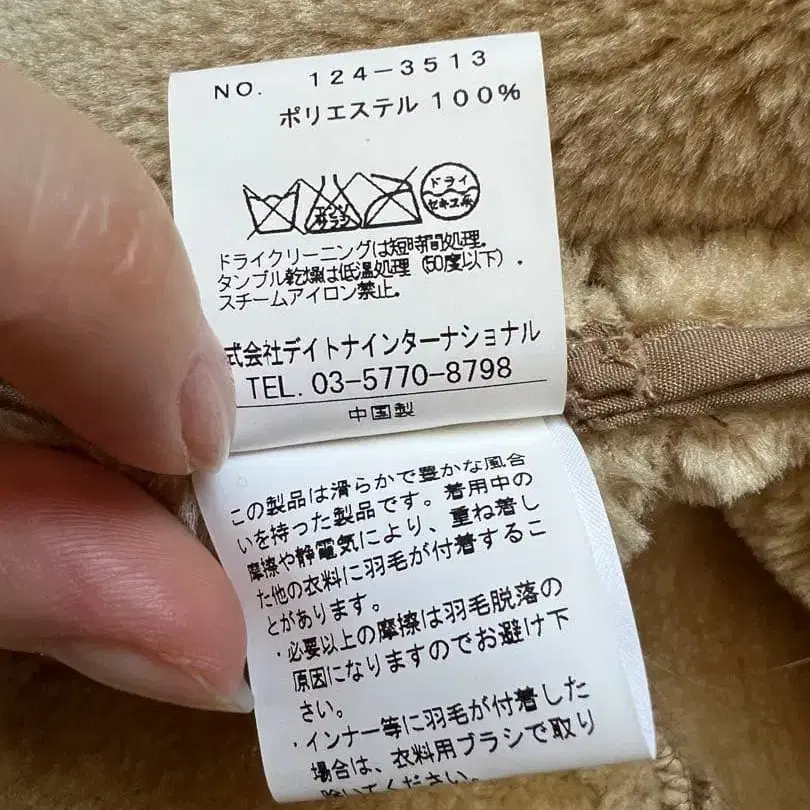 NO. 124-3513
ポリエステル 100%
ドライ
セキユ系
ドライクリーニングは短時間処理.
タンブル乾燥は低温処理(50度以下).
スチームアイロン禁止.
式会社デイトナインターナショナル
TEL. 03-5770-8798
中国製
この製品は滑らかで豊かな風合
いを持った製品です。着用中の
摩擦や静電気により、重ね着し
た他の衣料に羽毛が付着するこ
とがあります。
・必要以上の摩擦は羽毛脱落の
原因になりますのでお避け下
さい。
・インナー等に羽毛が付着した
場合は、衣料用ブラシで取り
除いてください。